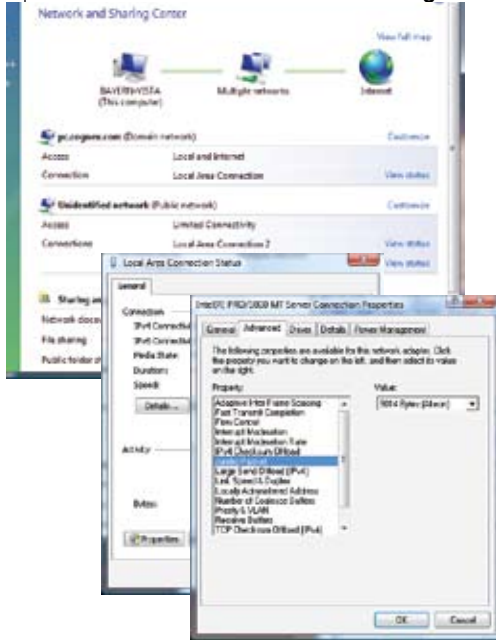 Network and Sharing Center
View full map
BAYERN-VISTA
(This computer)
Multiple networks
Internet
pc.cognex.com (Domain network)
Customize
Access
Local and Internet
Connection
Local Area Connection
View status
Unidentified network (Public network)
Customize
Access
Limited Connectivity
Connections
Local Area Connection 2
View status
View status
Sharing an
Network disco
File sharing
Public folder sh
Local Area Connection Status
General
Connection
IPv4 Connectivi
IPv6 Connectivi
Media State:
Duration:
Speed:
Details...
Activity
Bytes:
Properties
Intel(R) PRO/1000 MT Server Connection Properties
General
Advanced
Driver
Details
Power Management
The following properties are available for this network adapter. Click
the property you want to change on the left, and then select its value
on the right.
Property:
Value:
Adaptive Inter-Frame Spacing
Fast Transmit Completion
Flow Control
Interrupt Moderation
Interrupt Moderation Rate
IPv4 Checksum Offload
Jumbo Packet
Large Send Offload (IPv4)
Link Speed & Duplex
Locally Administered Address
Number of Coalesce Buffers
Priority & VLAN
Receive Buffers
TCP Checksum Offload (IPv4)
9014 Bytes (Alteon)
OK
Cancel